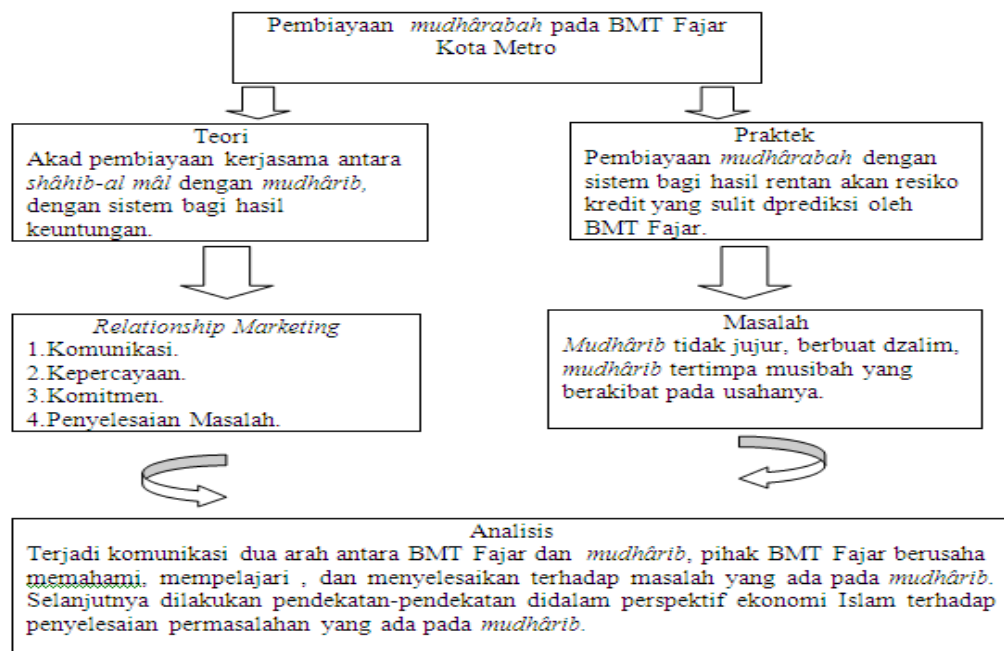 Pembiayaan mudhârabah pada BMT Fajar
Kota Metro
Teori
Akad pembiayaan kerjasama antara
shâhib-al mâl dengan mudhârib,
dengan sistem bagi hasil
keuntungan.
Praktek
Pembiayaan mudhârabah dengan
sistem bagi hasil rentan akan resiko
kredit yang sulit dprediksi oleh
BMT Fajar.
Relationship Marketing
1.Komunikasi.
2.Kepercayaan.
3.Komitmen.
4.Penyelesaian Masalah.
Masalah
Mudhârib tidak jujur, berbuat dzalim,
mudhârib tertimpa musibah yang
berakibat pada usahanya.
Analisis
Terjadi komunikasi dua arah antara BMT Fajar dan mudhârib, pihak BMT Fajar berusaha
memahami, mempelajari , dan menyelesaikan terhadap masalah yang ada pada mudhârib.
Selanjutnya dilakukan pendekatan-pendekatan didalam perspektif ekonomi Islam terhadap
penyelesaian permasalahan yang ada pada mudhârib.